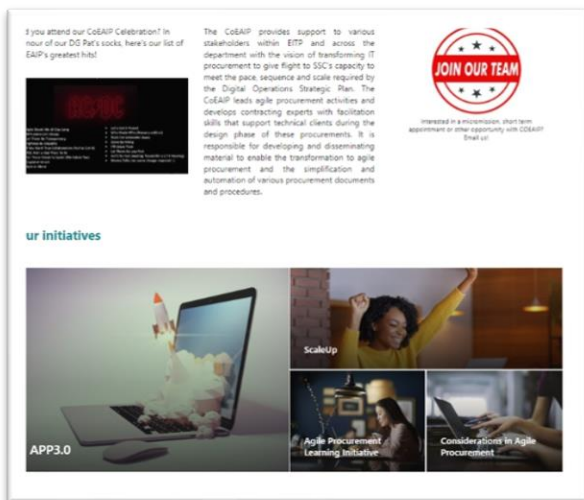 d you attend our CoEAIP Celebration? In
nour of our DG Pat's socks, here's our list of
EAIP's greatest hits!
The CoEAIP provides support to various
stakeholders within EITP and across the
department with the vision of transforming IT
procurement to give flight to SSC's capacity to
meet the pace, sequence and scale required by
the Digital Operations Strategic Plan. The
CoEAIP leads agile procurement activities and
develops contracting experts with facilitation
skills that support technical clients during the
design phase of these procurements. It is
responsible for developing and disseminating
material to enable the transformation to agile
procurement and the simplification and
automation of various procurement documents
and procedures.
JOIN OUR TEAM
Interested in a micromission, short term
appointment or other opportunity with COEAIP?
Email us!
ur initiatives
APP3.0
ScaleUp
Agile Procurement
Learning Initiative
Considerations in Agile
Procurement